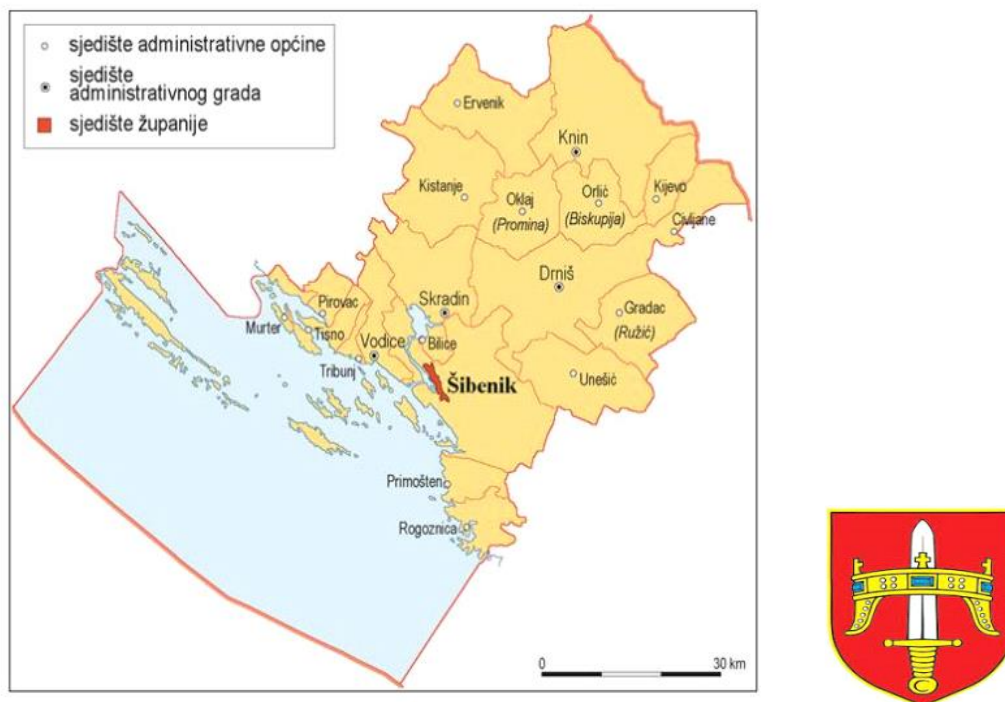 sjedište administrativne općine
sjedište
administrativnog grada
sjedište županije
Ervenik
Knin
Kistanje
Oklaj
(Promina)
Orlić
(Biskupija)
Kijevo
Civljane
Drniš
Skradin
Pirovac
Gradac
(Ružić)
Murter
Tisno
Bilice
Vodice
Tribunj
Unešić
Šibenik
Primošten
Rogoznica
0 30 km